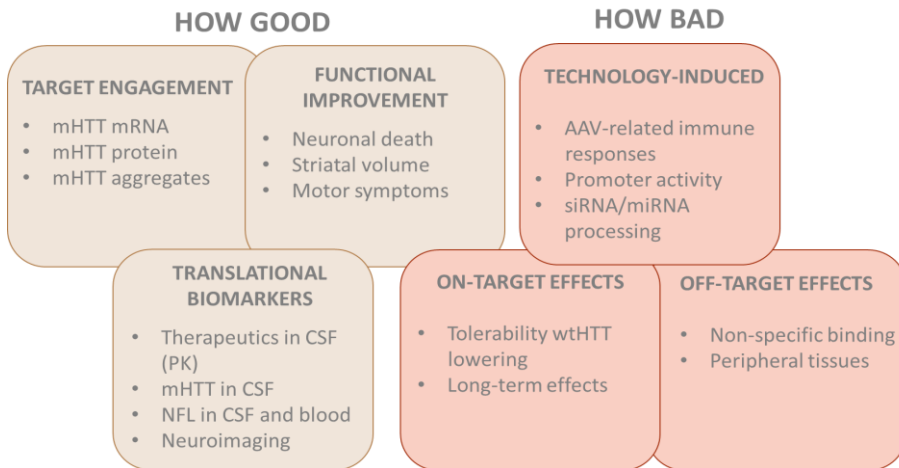 HOW GOOD
TARGET ENGAGEMENT
• mHTT mRNA
• mHTT protein
• mHTT aggregates
FUNCTIONAL
IMPROVEMENT
• Neuronal death
• Striatal volume
• Motor symptoms
TRANSLATIONAL
BIOMARKERS
• Therapeutics in CSF
(PK)
• mHTT in CSF
• NFL in CSF and blood
• Neuroimaging
HOW BAD
TECHNOLOGY-INDUCED
• AAV-related immune
responses
• Promoter activity
• siRNA/miRNA
processing
ON-TARGET EFFECTS
• Tolerability wtHTT
lowering
• Long-term effects
OFF-TARGET EFFECTS
• Non-specific binding
• Peripheral tissues